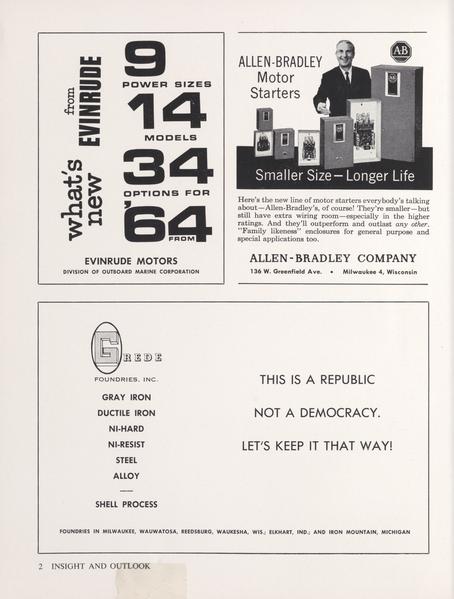 what's
new
from
EVINRUDE
9
POWER SIZES
14
MODELS
34
OPTIONS FOR
'64
FROM
EVINRUDE MOTORS
DIVISION OF OUTBOARD MARINE CORPORATION
ALLEN-BRADLEY
Motor
Starters
A-B
Smaller Size—Longer Life
Here's the new line of motor starters everybody's talking
about—Allen-Bradley's, of course! They're smaller—but
still have extra wiring room—especially in the higher
ratings. And they'll outperform and outlast any other.
"Family likeness" enclosures for general purpose and
special applications too.
ALLEN-BRADLEY COMPANY
136 W. Greenfield Ave. • Milwaukee 4, Wisconsin
GREDE
FOUNDRIES, INC.
GRAY IRON
DUCTILE IRON
NI-HARD
NI-RESIST
STEEL
ALLOY
SHELL PROCESS
THIS IS A REPUBLIC
NOT A DEMOCRACY.
LET'S KEEP IT THAT WAY!
FOUNDRIES IN MILWAUKEE, WAUWATOSA, REEDSBURG, WAUKESHA, WIS.; ELKHART, IND.; AND IRON MOUNTAIN, MICHIGAN
2 INSIGHT AND OUTLOOK